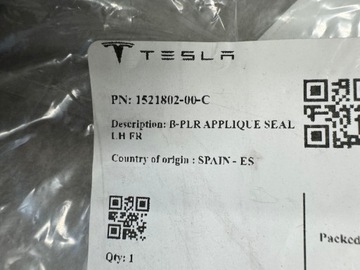 TESLA
PN: 1521802-00-C
Description: B-PLR APPLIQUE SEAL
LH FR
Country of origin : SPAIN - ES
Qty: 1
Packed